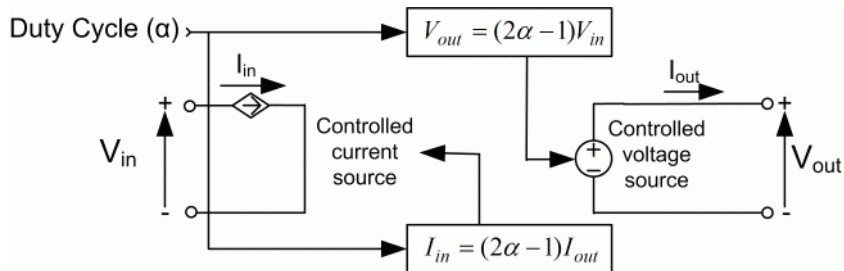 Duty Cycle (α)
V_out = (2α − 1)V_in
I_in
I_out
+
+
+
V_in
Controlled
current
source
−
Controlled
voltage
source
V_out
-
-
I_in = (2α − 1)I_out